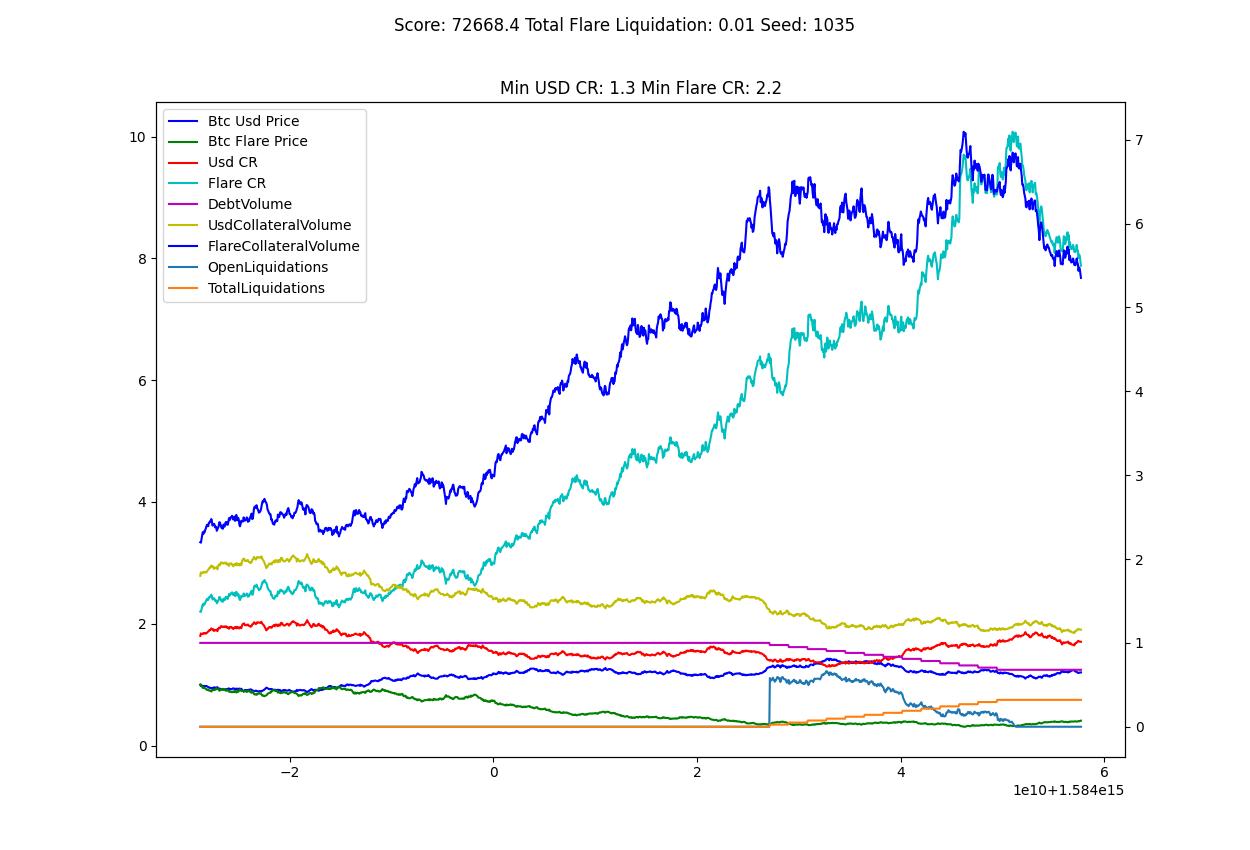 Score: 72668.4 Total Flare Liquidation: 0.01 Seed: 1035
Min USD CR: 1.3 Min Flare CR: 2.2
Btc Usd Price
Btc Flare Price
Usd CR
Flare CR
DebtVolume
UsdCollateralVolume
FlareCollateralVolume
OpenLiquidations
TotalLiquidations
10
8
6
4
2
0
7
6
5
4
3
2
1
0
−2 0 2 4 6
1e10+1.584e15